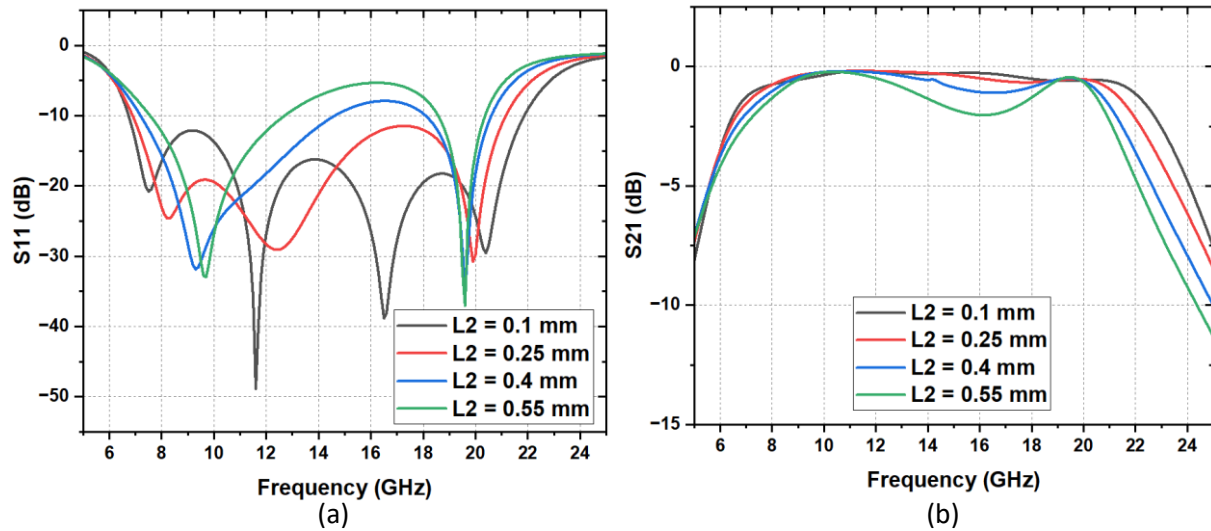 0
−10
−20
−30
−40
−50
S11 (dB)
6 8 10 12 14 16 18 20 22 24
Frequency (GHz)
L2 = 0.1 mm
L2 = 0.25 mm
L2 = 0.4 mm
L2 = 0.55 mm
(a)
0
−5
−10
−15
S21 (dB)
6 8 10 12 14 16 18 20 22 24
Frequency (GHz)
L2 = 0.1 mm
L2 = 0.25 mm
L2 = 0.4 mm
L2 = 0.55 mm
(b)